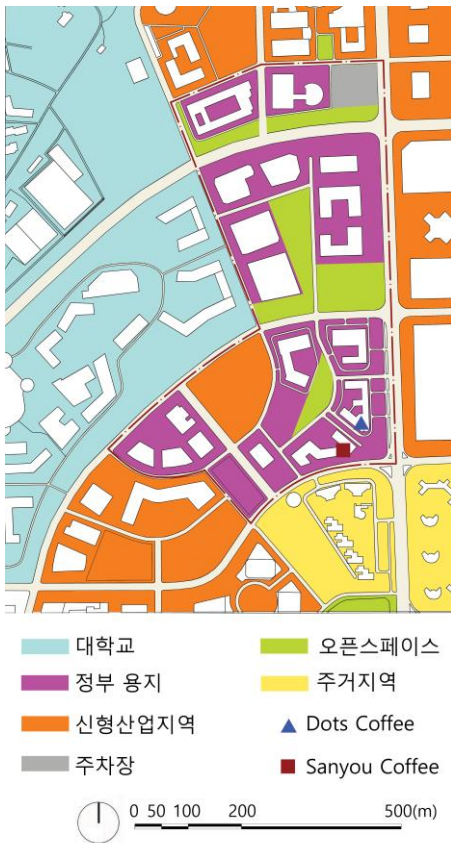 대학교 오픈스페이스
정부 용지 주거지역
신형산업지역 Dots Coffee
주차장 Sanyou Coffee
0 50 100 200 500(m)